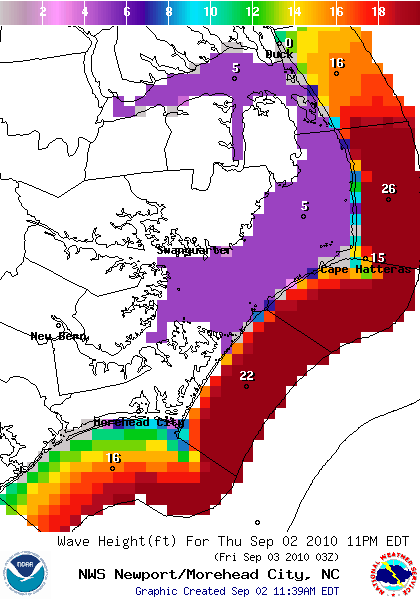 2 4 6 8 10 12 14 16 18
0
Duck
16
5
26
5
Swanquarter
15
Cape Hatteras
New Bern
22
Morehead City
16
Wave Height(ft) For Thu Sep 02 2010 11PM EDT
(Fri Sep 03 2010 03Z)
NWS Newport/Morehead City, NC
Graphic Created Sep 02 11:39AM EDT
NOAA